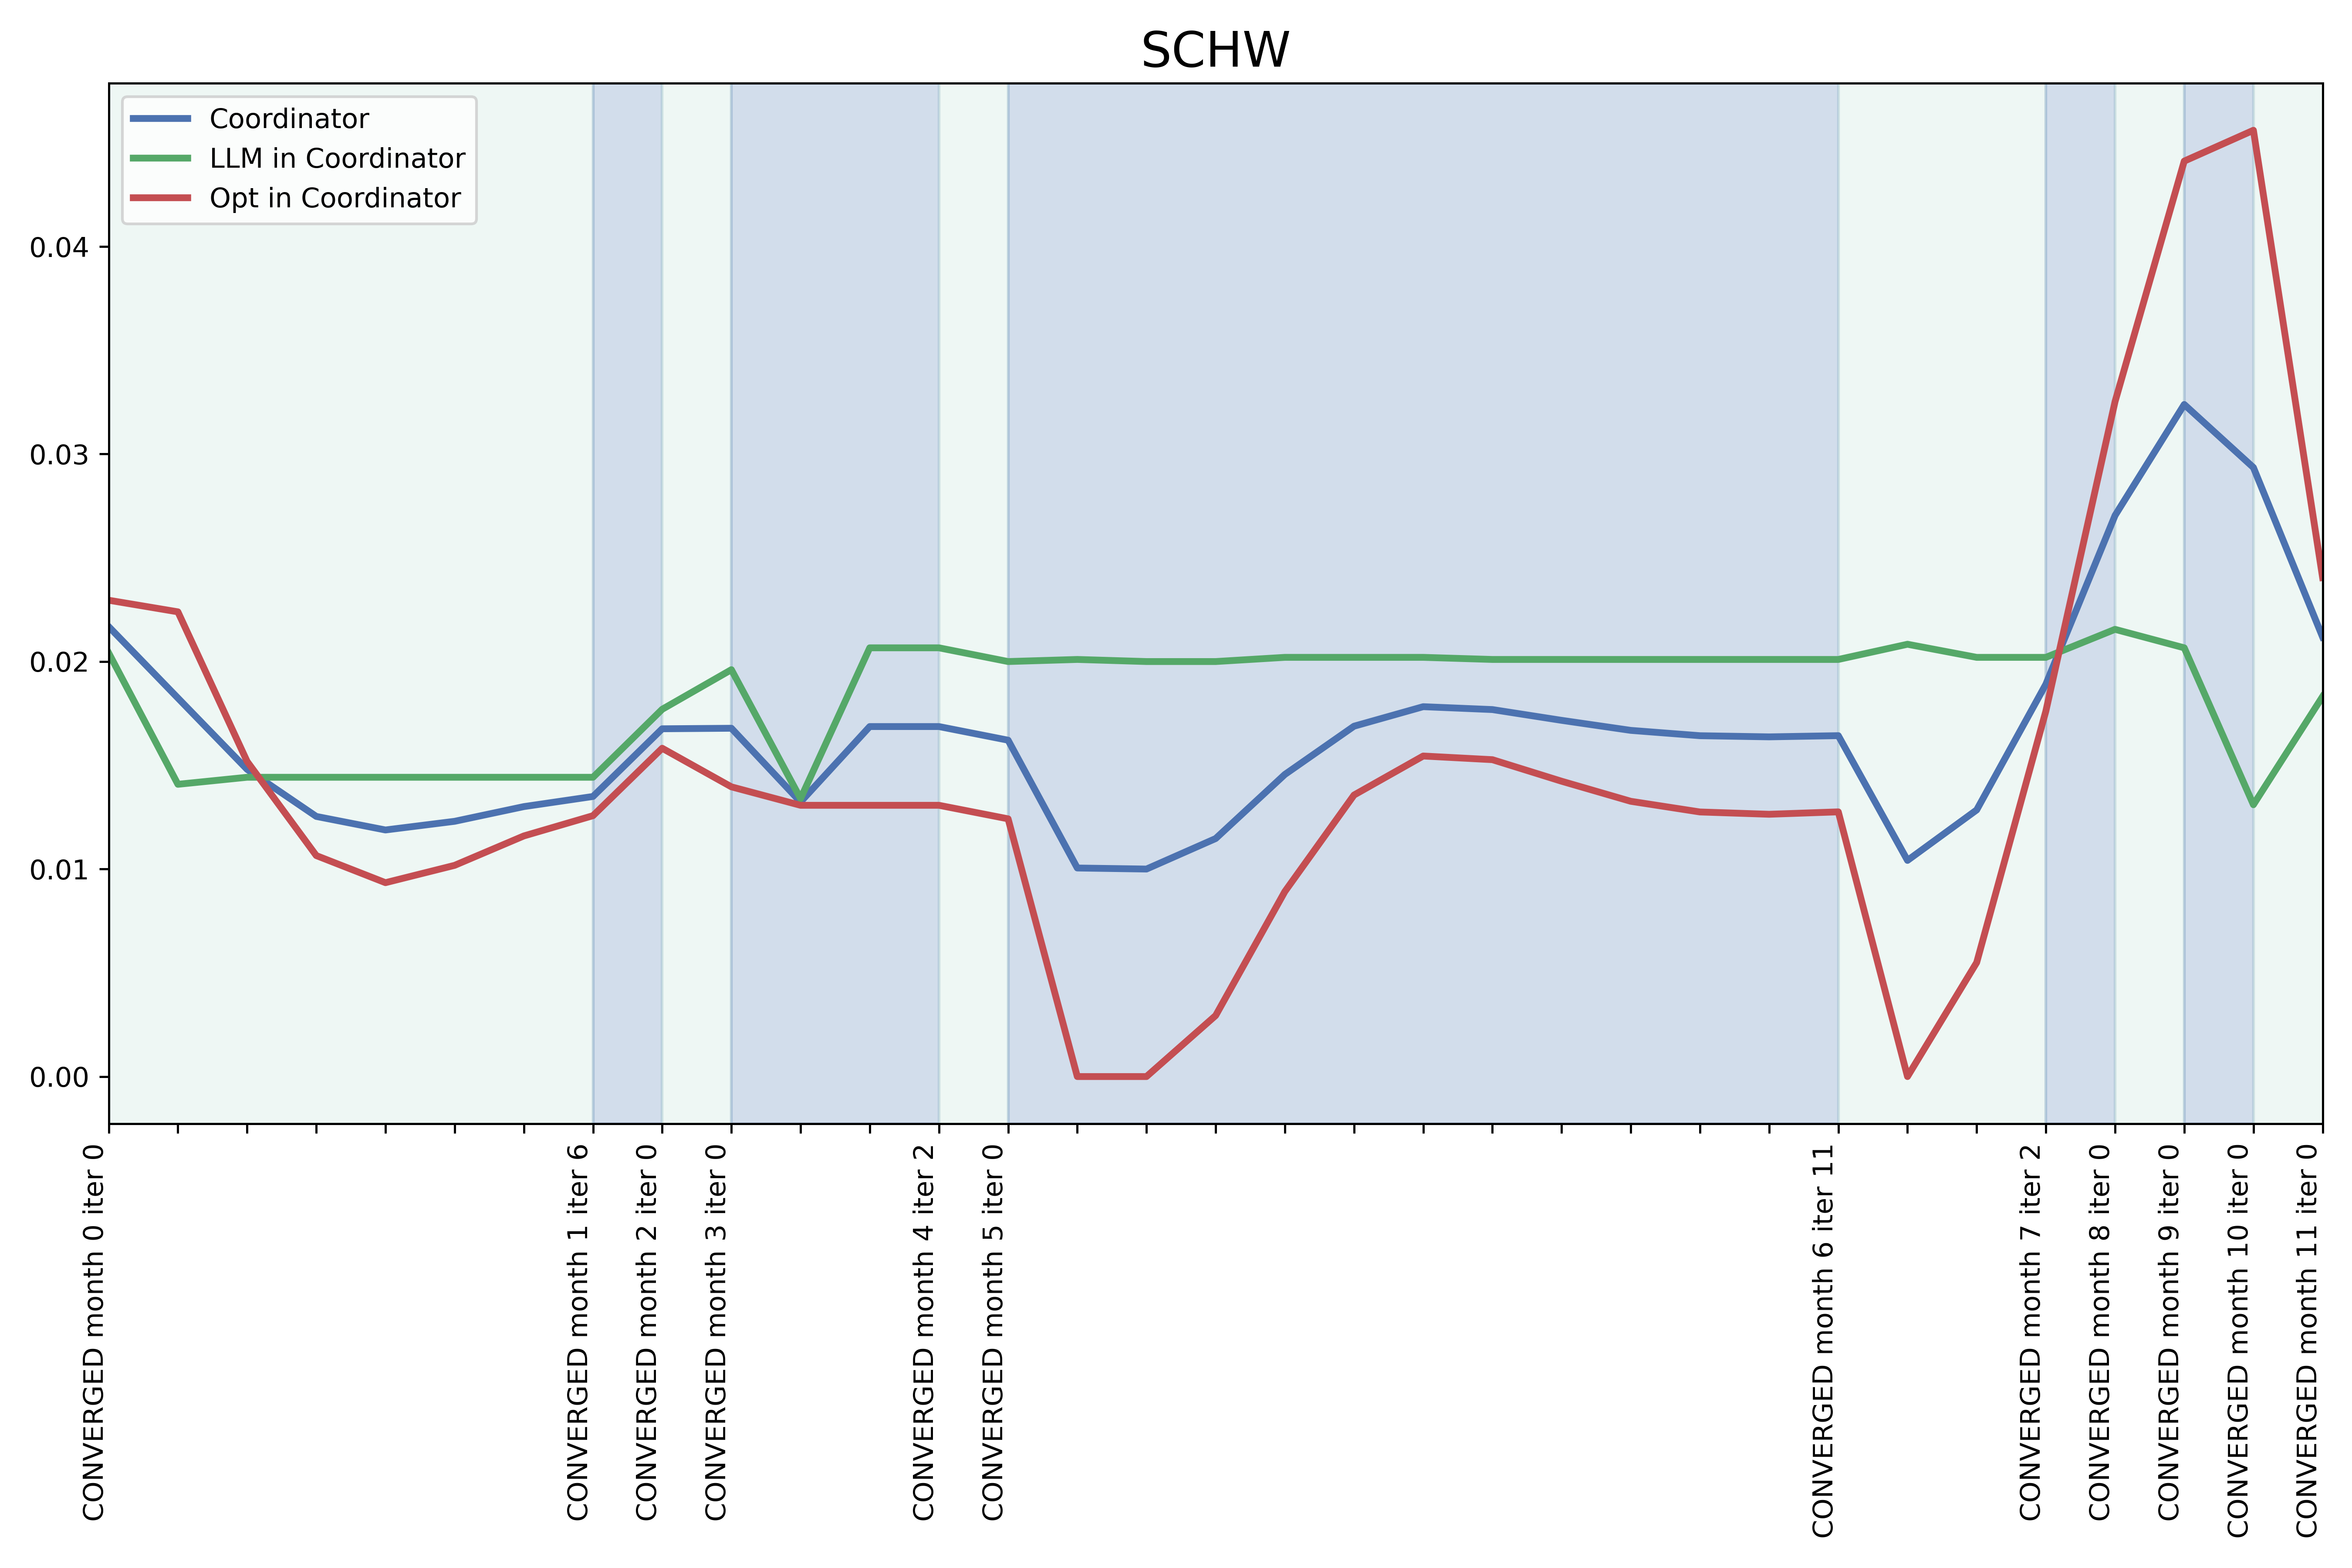 SCHW
Coordinator
LLM in Coordinator
Opt in Coordinator
0.04
0.03
0.02
0.01
0.00
CONVERGED month 0 iter 0
CONVERGED month 1 iter 6
CONVERGED month 2 iter 0
CONVERGED month 3 iter 0
CONVERGED month 4 iter 2
CONVERGED month 5 iter 0
CONVERGED month 6 iter 11
CONVERGED month 7 iter 2
CONVERGED month 8 iter 0
CONVERGED month 9 iter 0
CONVERGED month 10 iter 0
CONVERGED month 11 iter 0